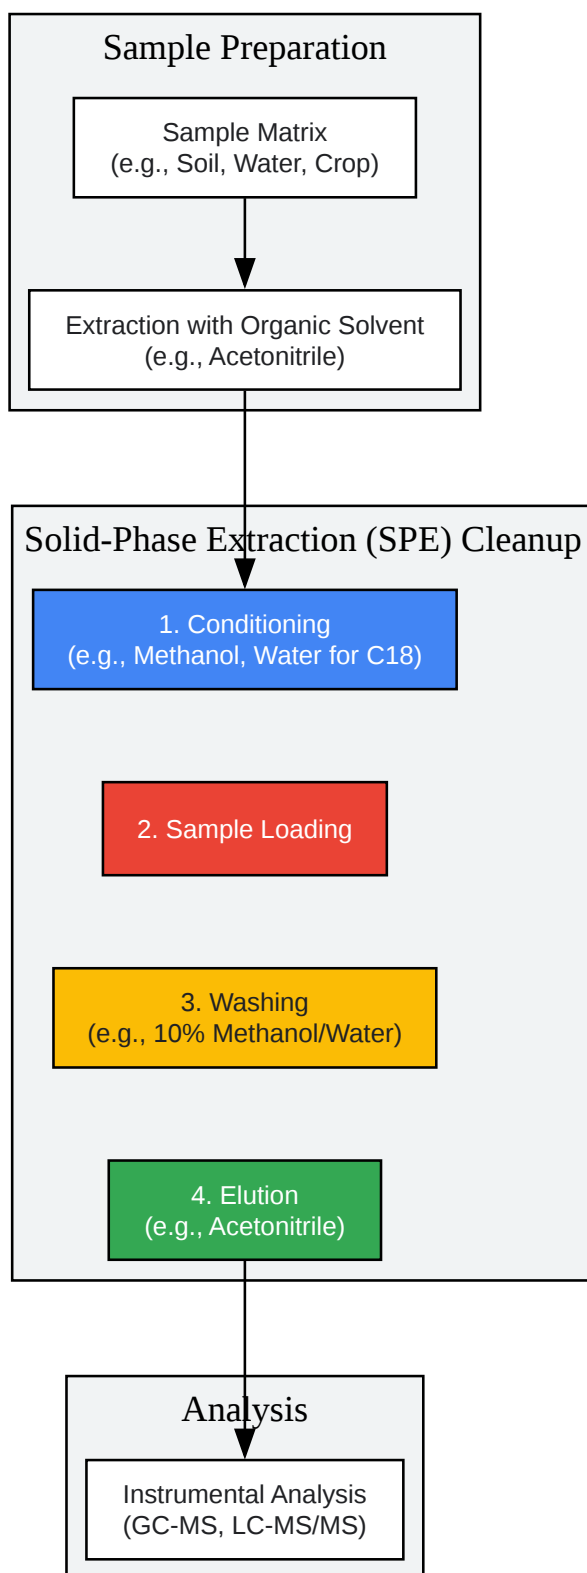 Sample Preparation
Sample Matrix
(e.g., Soil, Water, Crop)
Extraction with Organic Solvent
(e.g., Acetonitrile)
Solid-Phase Extraction (SPE) Cleanup
1. Conditioning
(e.g., Methanol, Water for C18)
2. Sample Loading
3. Washing
(e.g., 10% Methanol/Water)
4. Elution
(e.g., Acetonitrile)
Analysis
Instrumental Analysis
(GC-MS, LC-MS/MS)